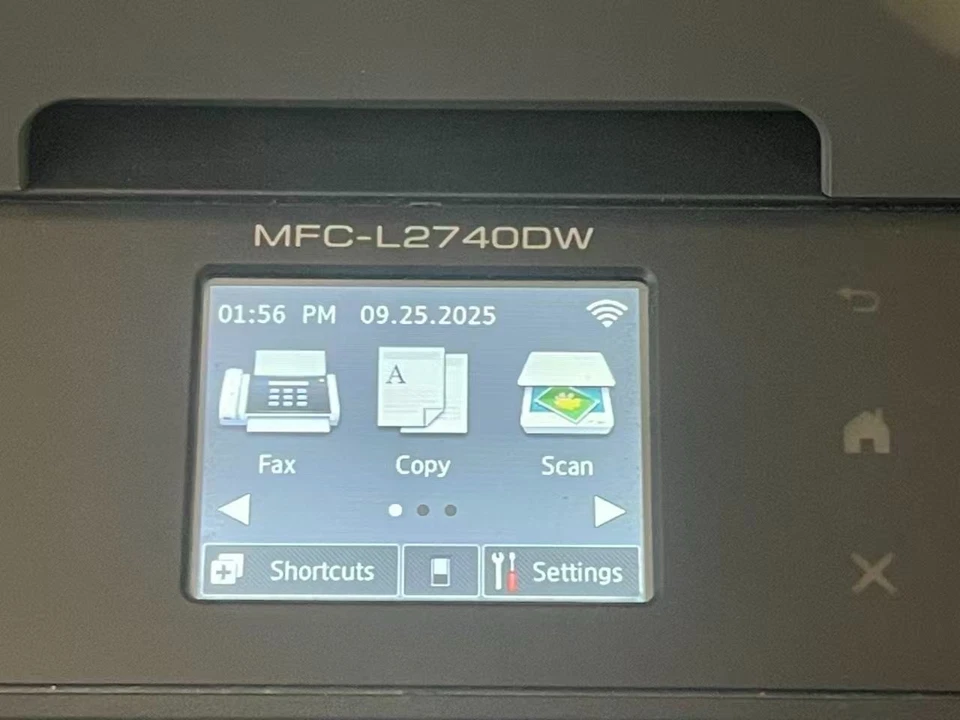 MFC-L2740DW
01:56 PM 09.25.2025
A
Fax Copy Scan
Shortcuts Settings